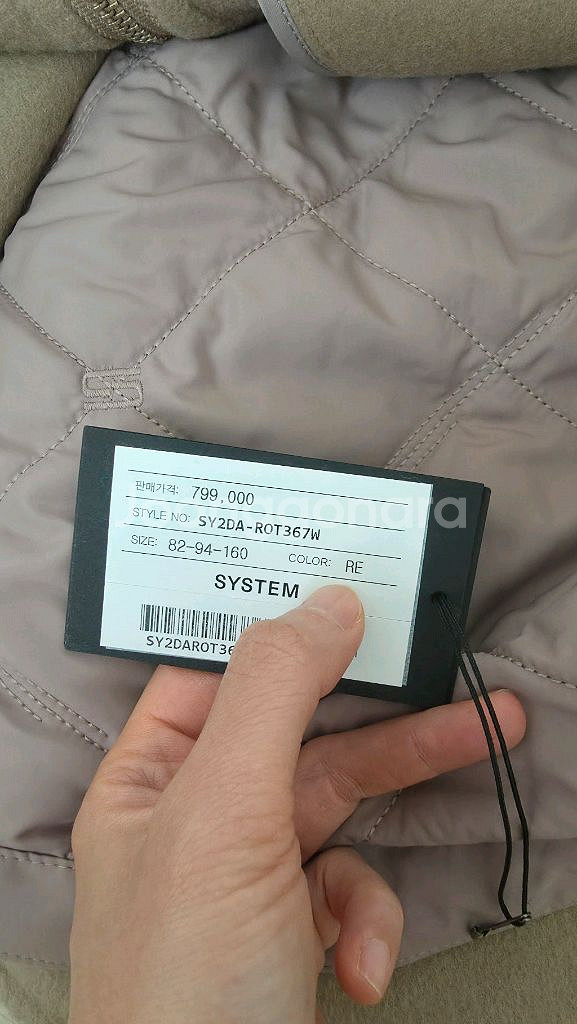 판매가격: 799,000
STYLE NO: SY2DA-ROT367W
SIZE: 82-94-160 COLOR: RE
SYSTEM